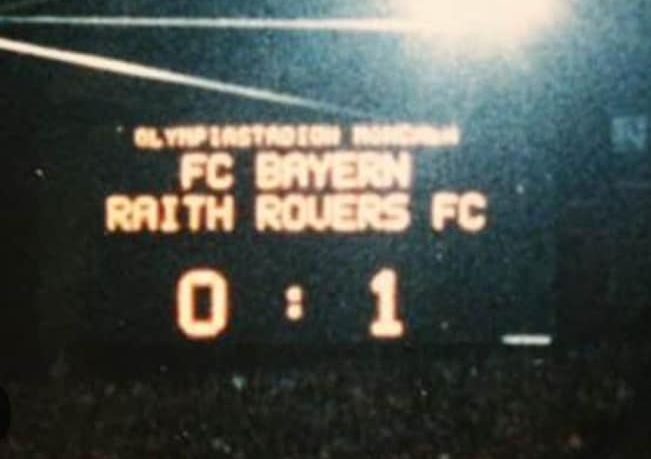 OLYMPIASTADION MÜNCHEN
FC BAYERN
RAITH ROVERS FC
0 : 1